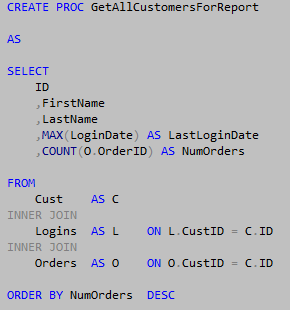 CREATE PROC GetAllCustomersForReport
AS
SELECT
ID
,FirstName
,LastName
,MAX(LoginDate) AS LastLoginDate
,COUNT(O.OrderID) AS NumOrders
FROM
Cust AS C
INNER JOIN
Logins AS L ON L.CustID = C.ID
INNER JOIN
Orders AS O ON O.CustID = C.ID
ORDER BY NumOrders DESC